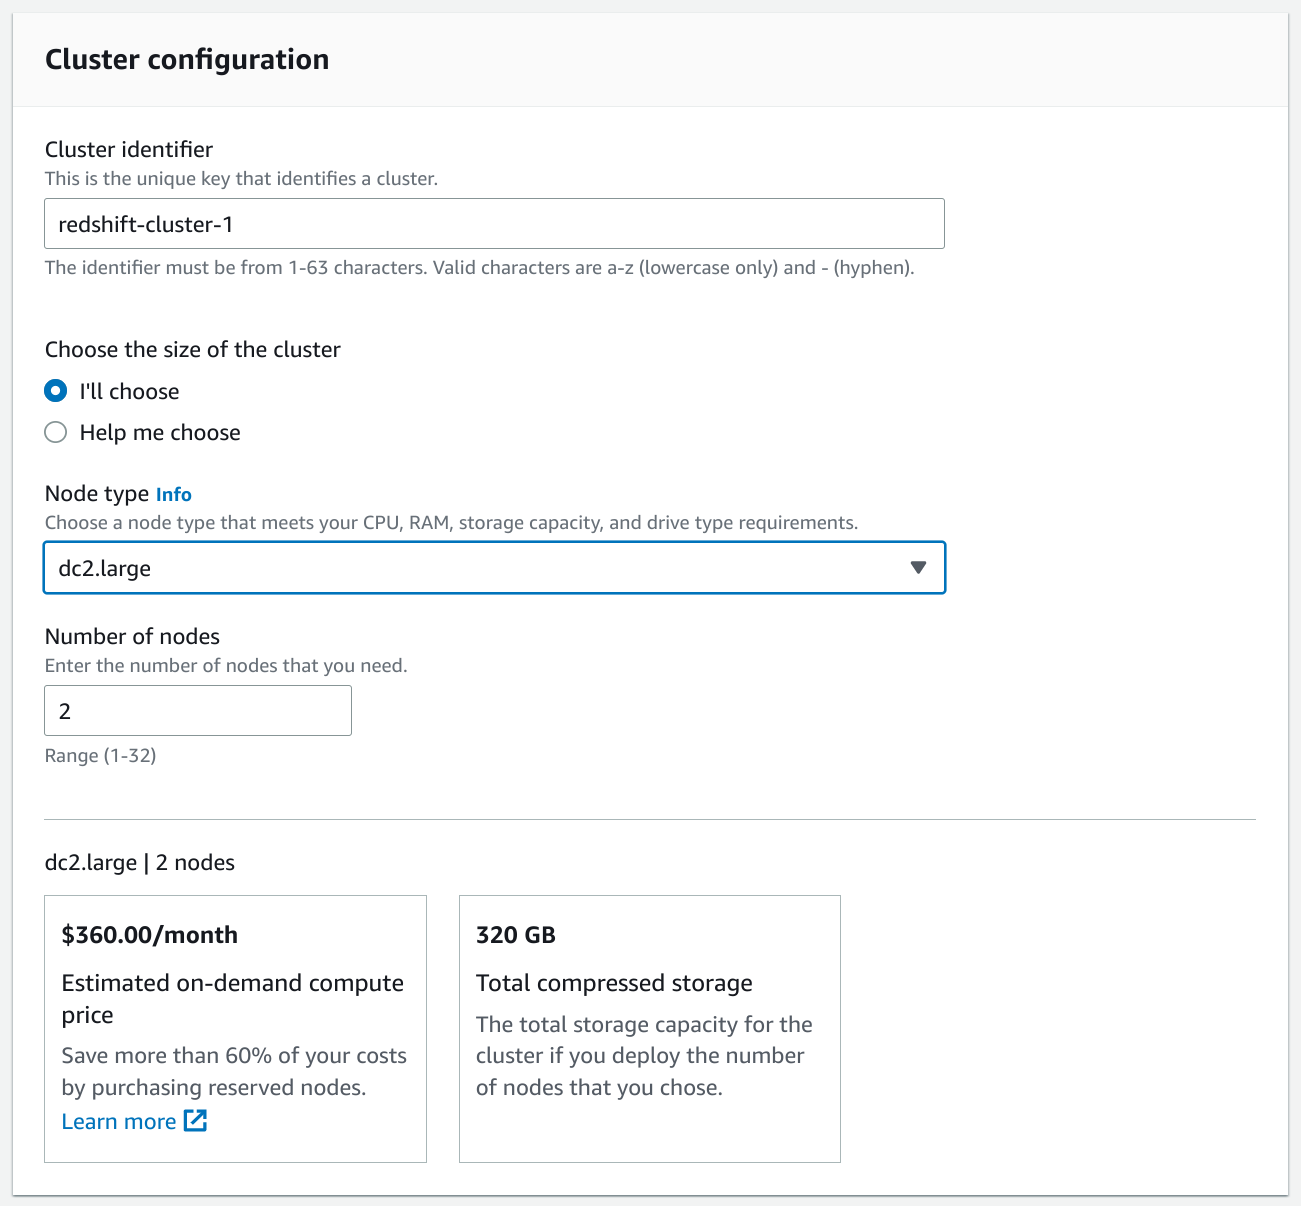 Cluster configuration
Cluster identifier
This is the unique key that identifies a cluster.
redshift-cluster-1
The identifier must be from 1-63 characters. Valid characters are a-z (lowercase only) and - (hyphen).
Choose the size of the cluster
I'll choose
Help me choose
Node type Info
Choose a node type that meets your CPU, RAM, storage capacity, and drive type requirements.
dc2.large
Number of nodes
Enter the number of nodes that you need.
2
Range (1-32)
dc2.large | 2 nodes
$360.00/month
Estimated on-demand compute
price
Save more than 60% of your costs
by purchasing reserved nodes.
Learn more
320 GB
Total compressed storage
The total storage capacity for the
cluster if you deploy the number
of nodes that you chose.